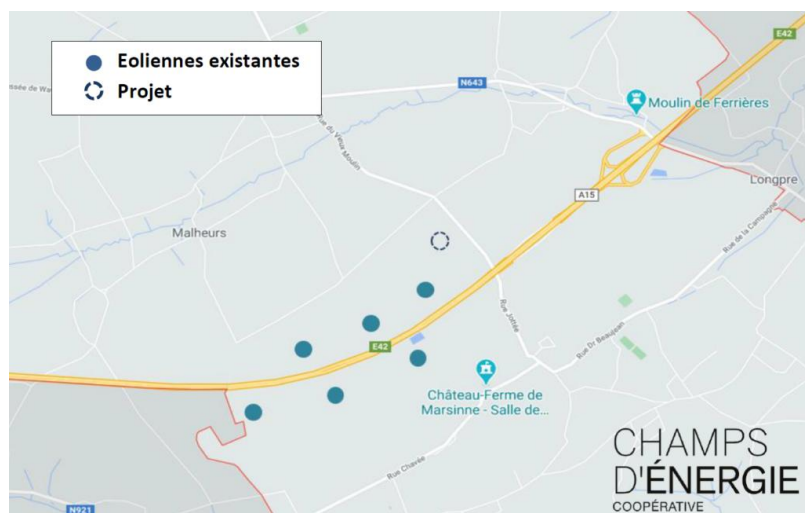 Eoliennes existantes
Projet
E42
N643
Moulin de Ferrières
Rue du Vieux Moulin
A15
Longpre
Malheurs
Rue de la Campagne
Rue Jottée
E42
Rue Dr Beaujean
Château-Ferme de
Marsinne - Salle de...
Rue Chavée
CHAMPS
D'ÉNERGIE
COOPÉRATIVE
N921